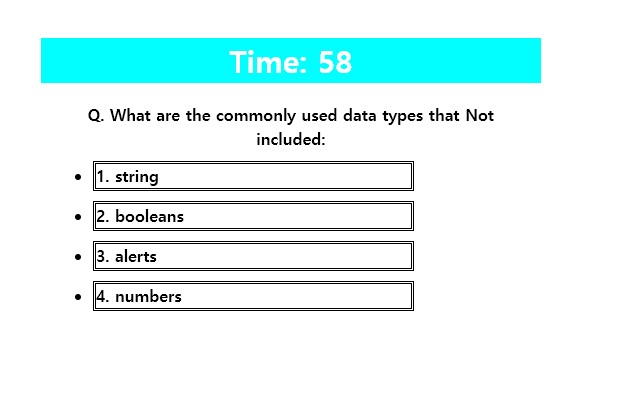 Time: 58
Q. What are the commonly used data types that Not
included:
1. string
2. booleans
3. alerts
4. numbers